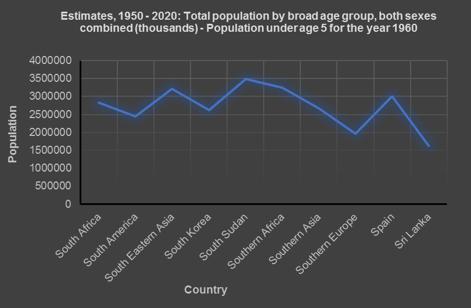 Estimates, 1950 - 2020: Total population by broad age group, both sexes
combined (thousands) - Population under age 5 for the year 1960
4000000
3500000
3000000
2500000
2000000
1500000
1000000
500000
0
Population
South Africa
South America
South Eastern Asia
South Korea
South Sudan
Southern Africa
Southern Asia
Southern Europe
Spain
Sri Lanka
Country